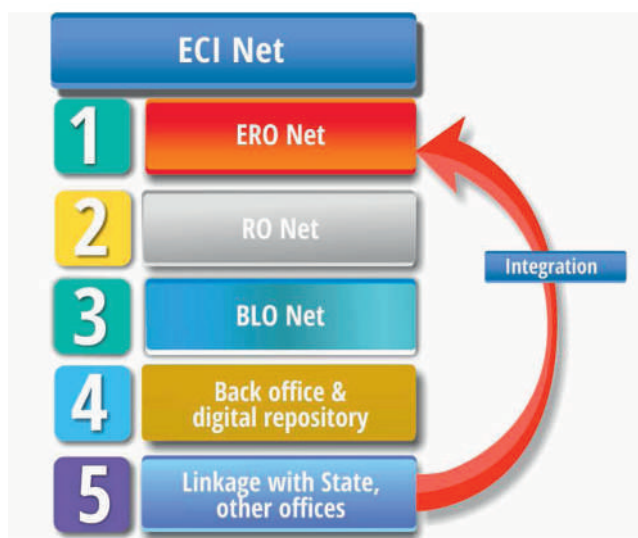 ECI Net
1
ERO Net
2
RO Net
Integration
3
BLO Net
4
Back office &
digital repository
5
Linkage with State,
other offices